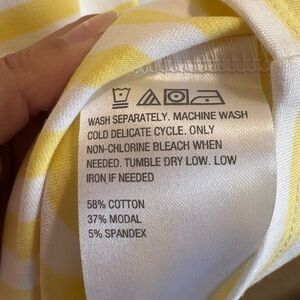 WASH SEPARATELY. MACHINE WASH
COLD DELICATE CYCLE. ONLY
NON-CHLORINE BLEACH WHEN
NEEDED. TUMBLE DRY LOW. LOW
IRON IF NEEDED
58% COTTON
37% MODAL
5% SPANDEX